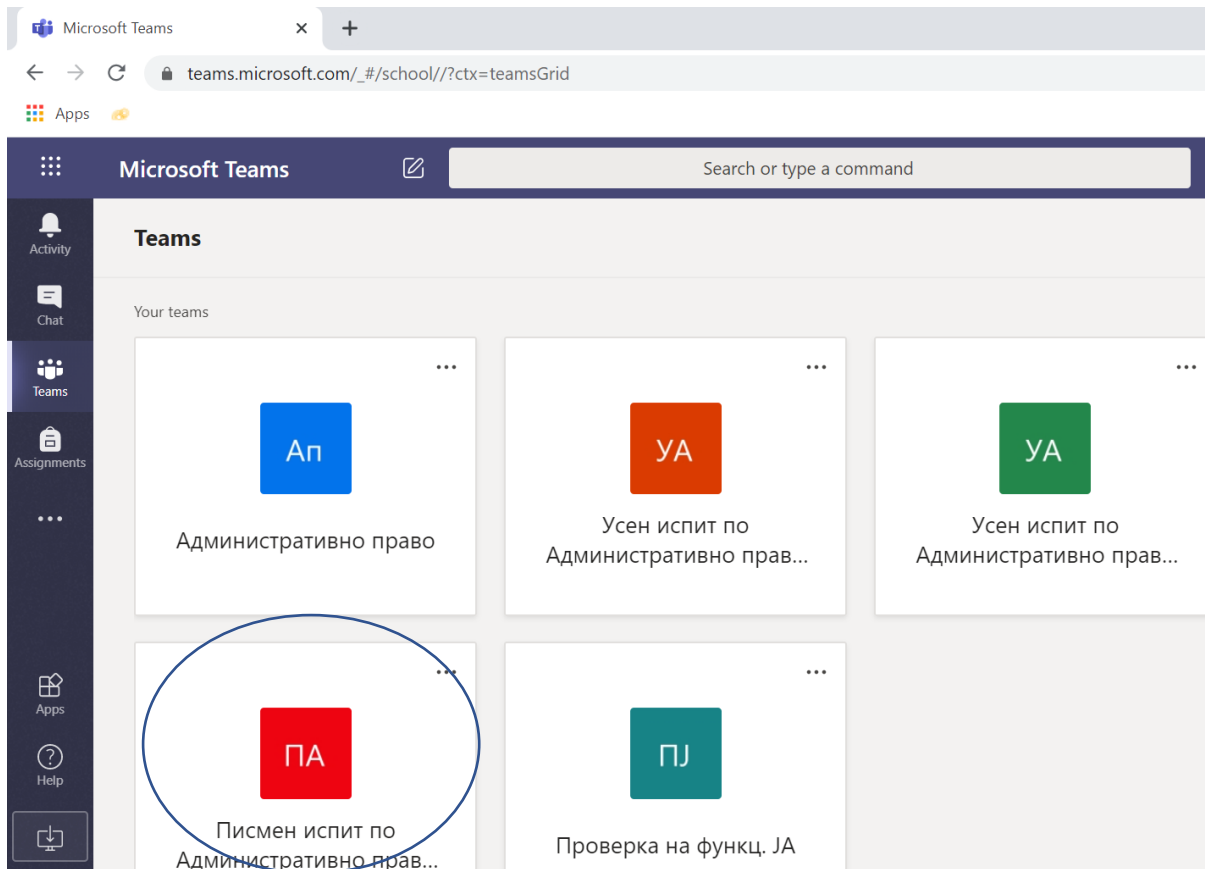 Microsoft Teams
teams.microsoft.com/_#/school//?ctx=teamsGrid
Apps
Microsoft Teams
Search or type a command
Activity
Chat
Teams
Assignments
Apps
Help
Teams
Your teams
Ап
Административно право
УА
Усен испит по
Административно прав...
УА
Усен испит по
Административно прав...
ПА
Писмен испит по
Административно прав...
ПЈ
Проверка на функц. ЈА